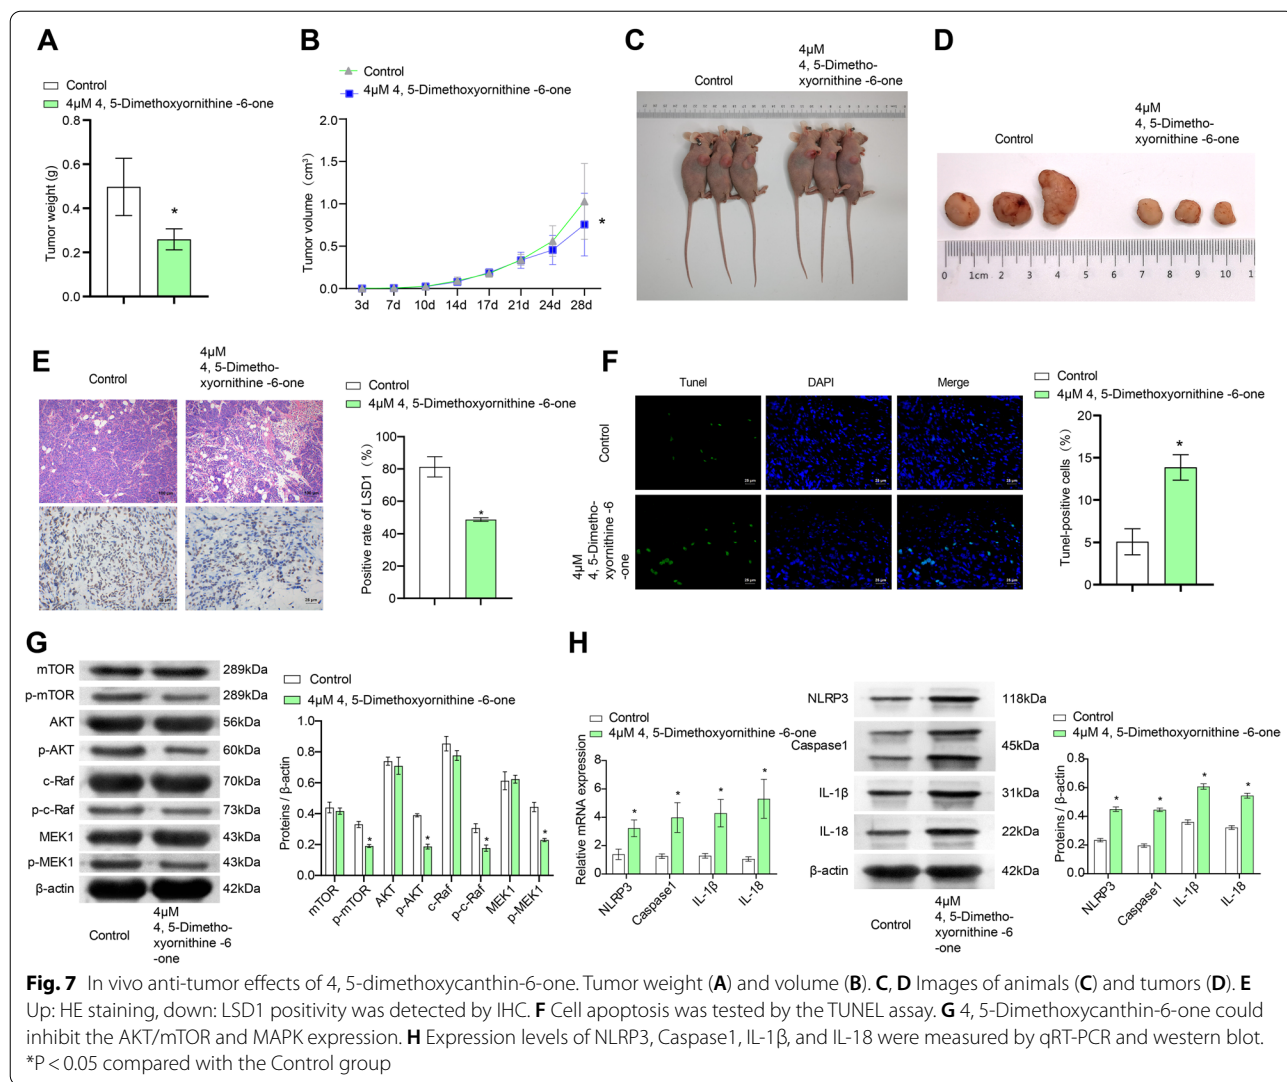 A
Control
4μM 4, 5-Dimethoxyornithine -6-one
Tumor weight (g)
0.8
0.6
0.4
0.2
0.0
*
B
Control
4μM 4, 5-Dimethoxyornithine -6-one
Tumor volume (cm³)
2.0
1.5
1.0
0.5
0.0
*
3d 7d 10d 14d 17d 21d 24d 28d
C
Control
4μM
4, 5-Dimetho-
xyornithine -6-one
D
Control
4μM
4, 5-Dimetho-
xyornithine -6-one
0 1cm 2 3 4 5 6 7 8 9 10 1
E
Control
4μM
4, 5-Dimetho-
xyornithine -6-one
Control
4μM 4, 5-Dimethoxyornithine -6-one
Positive rate of LSD1 (%)
100
80
60
40
20
0
*
F
Tunel DAPI Merge
Control
4μM
4, 5-Dimetho-
xyornithine -6
-one
25 μm 25 μm 25 μm
25 μm 25 μm 25 μm
Control
4μM 4, 5-Dimethoxyornithine -6-one
Tunel-positive cells (%)
20
15
10
5
0
*
G
mTOR 289kDa
p-mTOR 289kDa
AKT 56kDa
p-AKT 60kDa
c-Raf 70kDa
p-c-Raf 73kDa
MEK1 43kDa
p-MEK1 43kDa
β-actin 42kDa
Control
4μM
4, 5-Dimetho-
xyornithine -6
-one
Control
4μM 4, 5-Dimethoxyornithine -6-one
Proteins / β-actin
1.0
0.8
0.6
0.4
0.2
0.0
* * * *
mTOR p-mTOR AKT p-AKT c-Raf p-c-Raf MEK1 p-MEK1
H
Control
4μM 4, 5-Dimethoxyornithine -6-one
Relative mRNA expression
8
6
4
2
0
* * * *
NLRP3 Caspase1 IL-1β IL-18
NLRP3 118kDa
Caspase1 45kDa
IL-1β 31kDa
IL-18 22kDa
β-actin 42kDa
Control
4μM
4, 5-Dimetho-
xyornithine -6
-one
Control
4μM 4, 5-Dimethoxyornithine -6-one
Proteins / β-actin
0.8
0.6
0.4
0.2
0.0
* * * *
NLRP3 Caspase1 IL-1β IL-18
Fig. 7 In vivo anti-tumor effects of 4, 5-dimethoxycanthin-6-one. Tumor weight (A) and volume (B). C, D Images of animals (C) and tumors (D). E
Up: HE staining, down: LSD1 positivity was detected by IHC. F Cell apoptosis was tested by the TUNEL assay. G 4, 5-Dimethoxycanthin-6-one could
inhibit the AKT/mTOR and MAPK expression. H Expression levels of NLRP3, Caspase1, IL-1β, and IL-18 were measured by qRT-PCR and western blot.
*P < 0.05 compared with the Control group